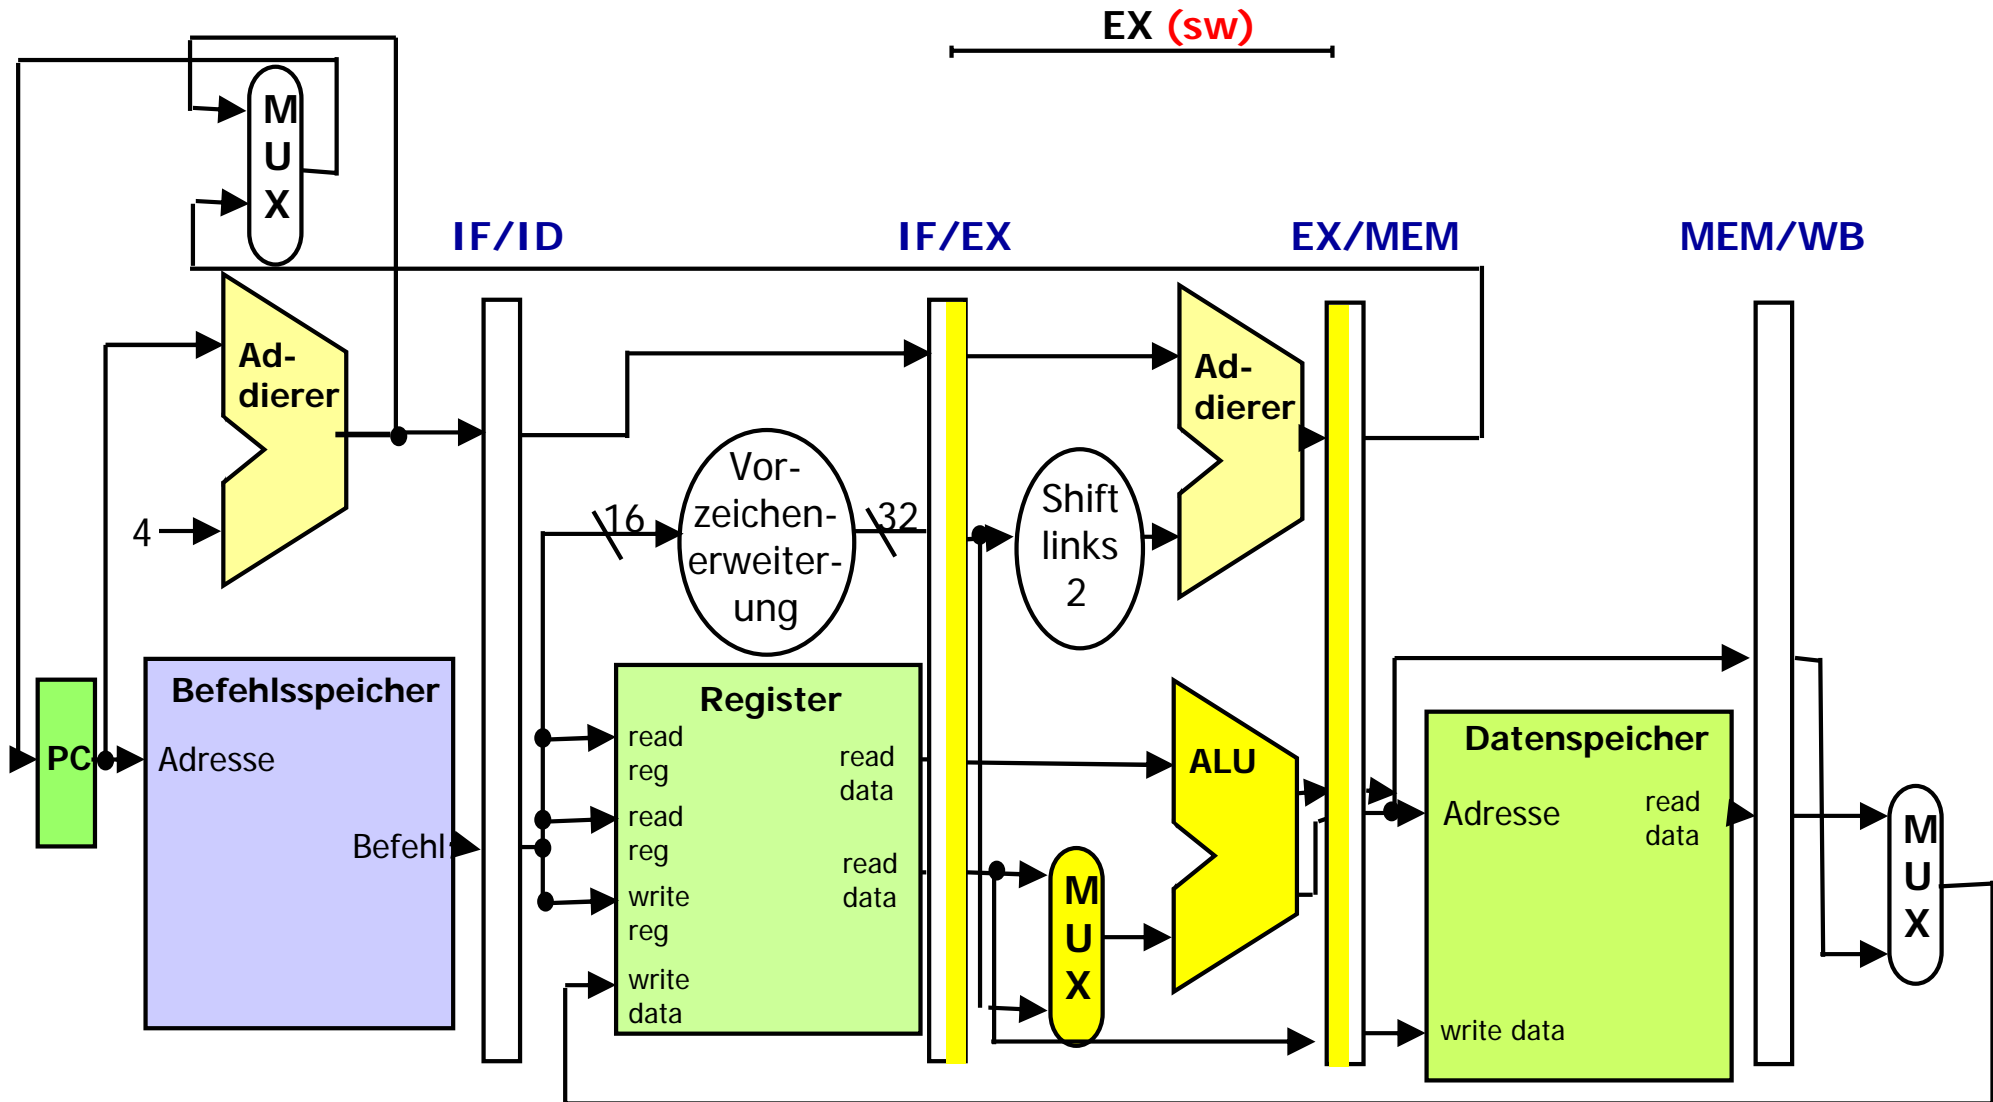 EX (sw)
M
U
X
IF/ID
IF/EX
EX/MEM
MEM/WB
Ad-
dierer
4
16
Vor-
zeichen-
erweiter-
ung
32
Shift
links
2
Ad-
dierer
PC
Befehlsspeicher
Adresse
Befehl
Register
read
reg
read
reg
write
reg
write
data
read
data
read
data
M
U
X
ALU
Datenspeicher
Adresse
read
data
write data
M
U
X